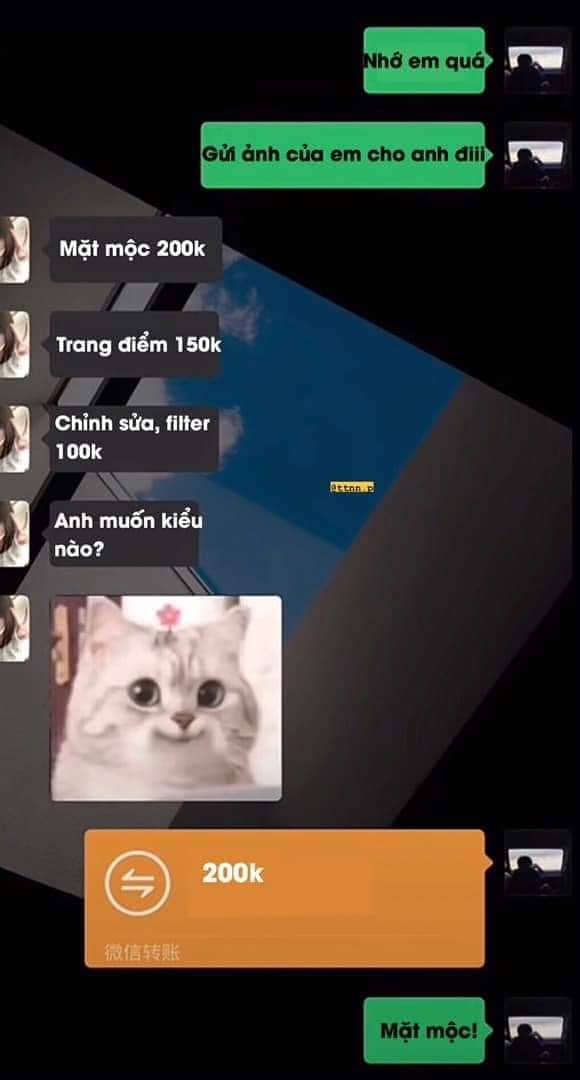 Nhớ em quá
Gửi ảnh của em cho anh điii
Mặt mộc 200k
Trang điểm 150k
Chỉnh sửa, filter
100k
@ttnn.p
Anh muốn kiểu
nào?
200k
微信转账
Mặt mộc!